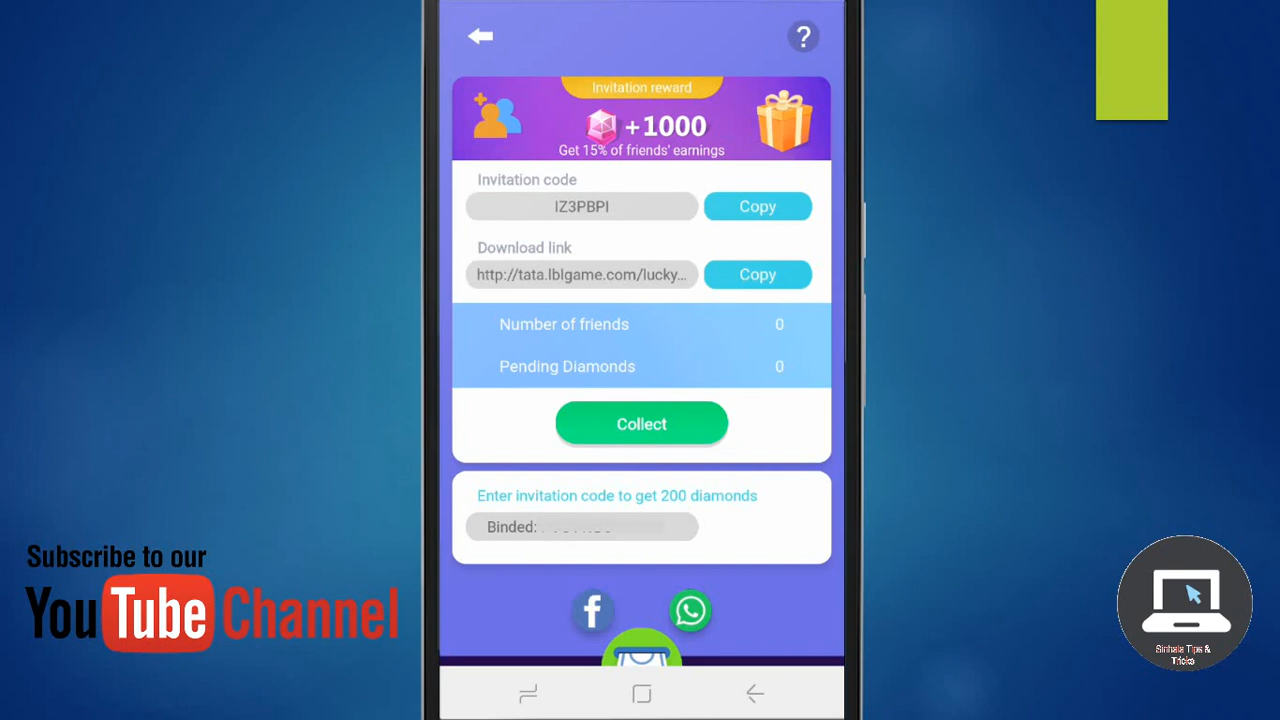 ?
Invitation reward
+1000
Get 15% of friends' earnings
Invitation code
IZ3PBPI
Copy
Download link
http://tata.lblgame.com/lucky...
Copy
Number of friends 0
Pending Diamonds 0
Collect
Enter invitation code to get 200 diamonds
Binded:
f
Subscribe to our
YouTube Channel
Sinhala Tips &
Tricks